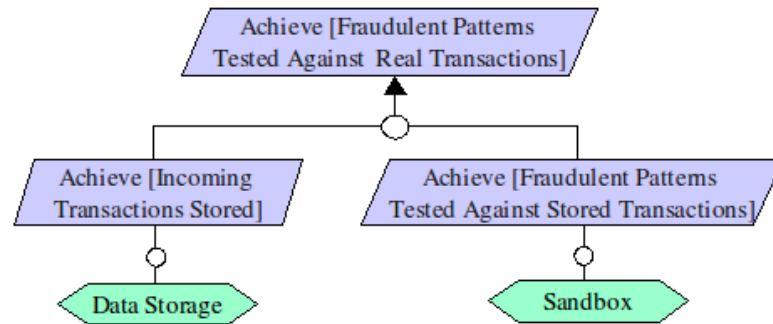 Achieve [Fraudulent Patterns
Tested Against Real Transactions]
Achieve [Incoming
Transactions Stored]
Achieve [Fraudulent Patterns
Tested Against Stored Transactions]
Data Storage
Sandbox